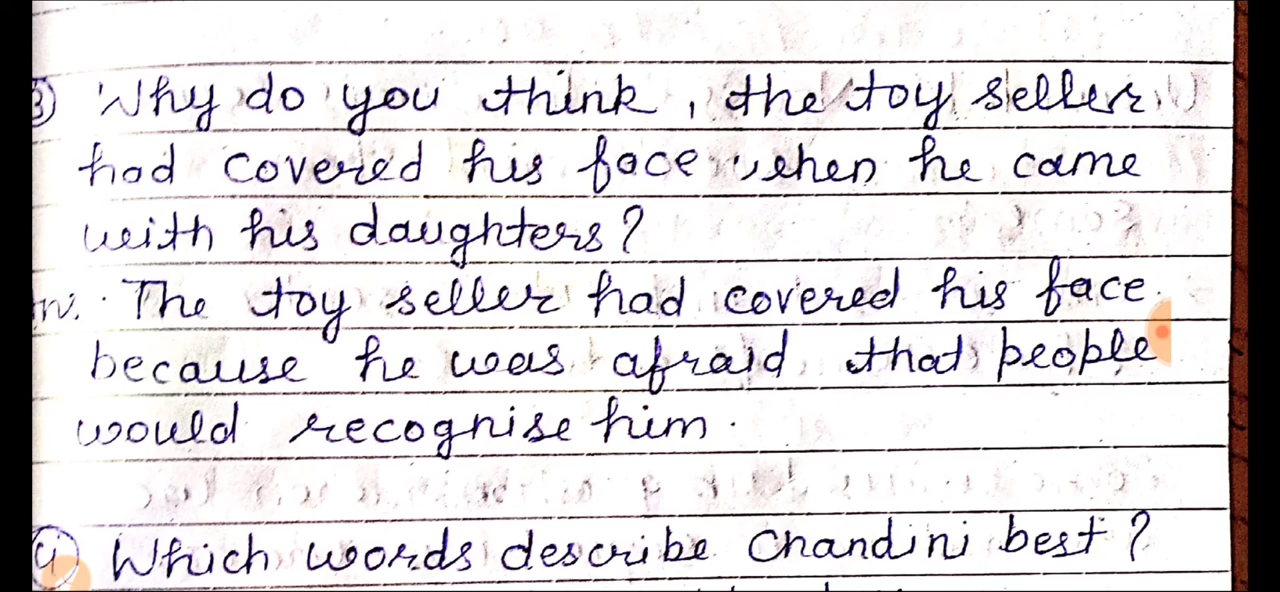 3) Why do you think, the toy seller
had covered his face when he came
with his daughters?
The toy seller had covered his face
because he was afraid that people
would recognise him.
4) Which words describe Chandini best?